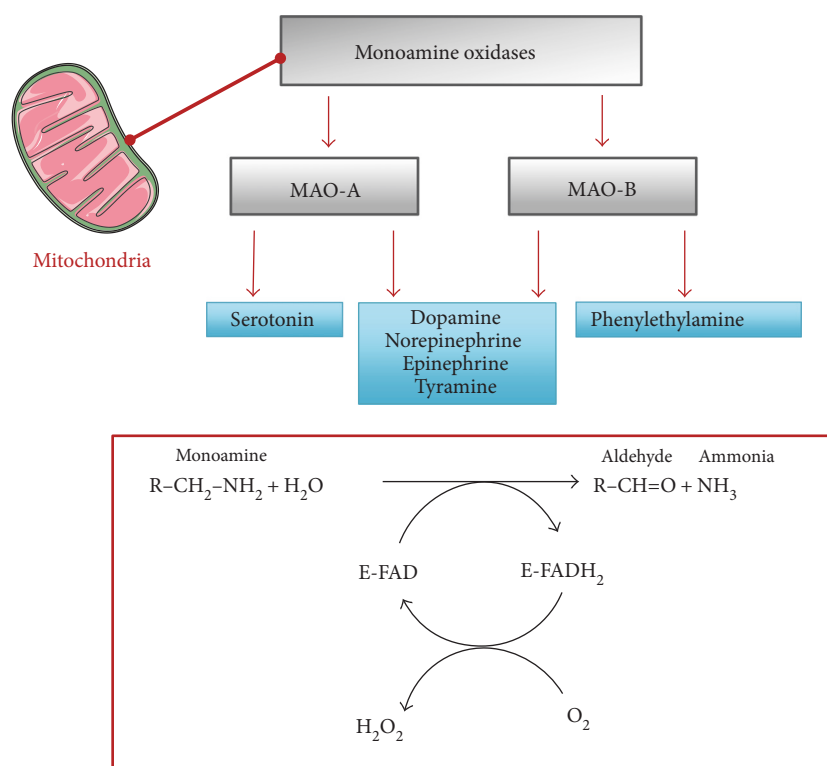 Monoamine oxidases
MAO-A
MAO-B
Mitochondria
Serotonin
Dopamine
Norepinephrine
Epinephrine
Tyramine
Phenylethylamine
Monoamine
Aldehyde
Ammonia
R–CH₂–NH₂ + H₂O
R–CH=O + NH₃
E-FAD
E-FADH₂
H₂O₂
O₂